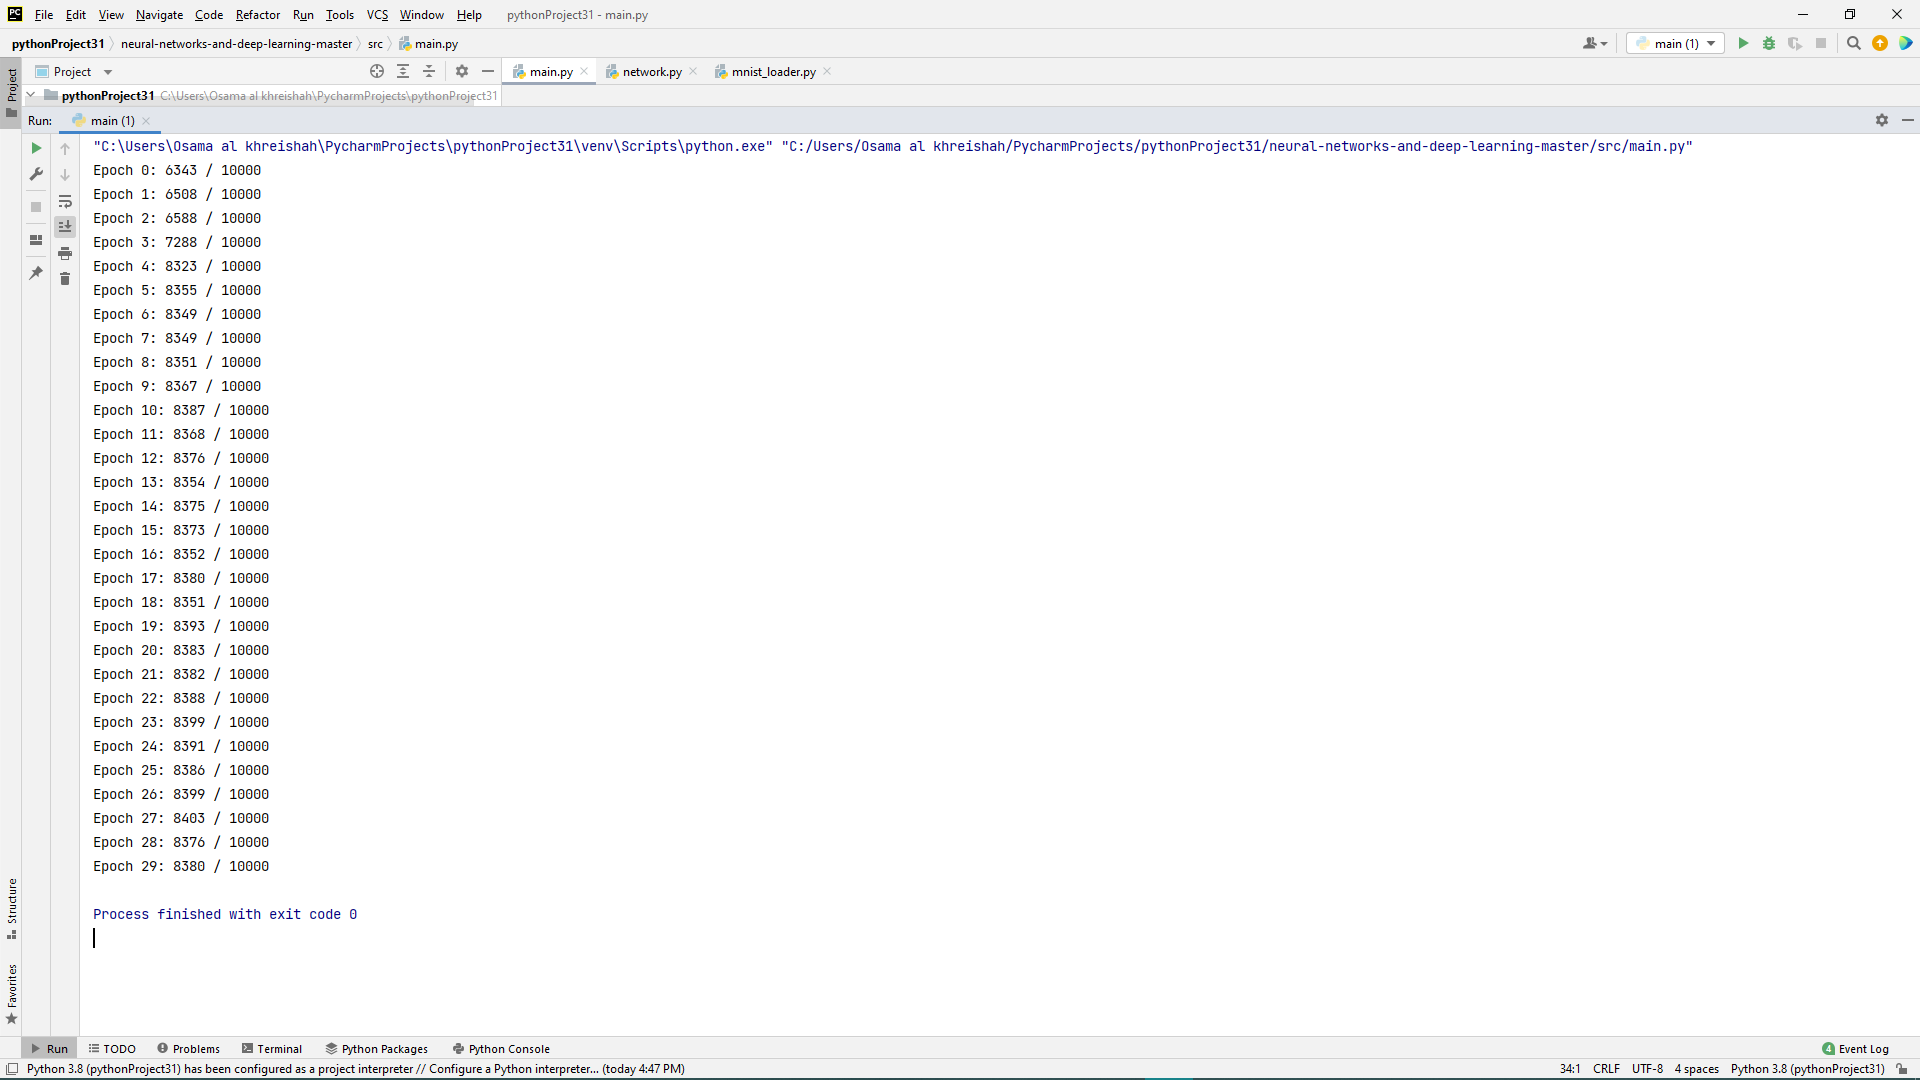 PC File Edit View Navigate Code Refactor Run Tools VCS Window Help pythonProject31 - main.py
pythonProject31 neural-networks-and-deep-learning-master src main.py main (1)
Project main.py network.py mnist_loader.py
Project
pythonProject31 C:\Users\Osama al khreishah\PycharmProjects\pythonProject31
Run: main (1)
"C:\Users\Osama al khreishah\PycharmProjects\pythonProject31\venv\Scripts\python.exe" "C:/Users/Osama al khreishah/PycharmProjects/pythonProject31/neural-networks-and-deep-learning-master/src/main.py"
Epoch 0: 6343 / 10000
Epoch 1: 6508 / 10000
Epoch 2: 6588 / 10000
Epoch 3: 7288 / 10000
Epoch 4: 8323 / 10000
Epoch 5: 8355 / 10000
Epoch 6: 8349 / 10000
Epoch 7: 8349 / 10000
Epoch 8: 8351 / 10000
Epoch 9: 8367 / 10000
Epoch 10: 8387 / 10000
Epoch 11: 8368 / 10000
Epoch 12: 8376 / 10000
Epoch 13: 8354 / 10000
Epoch 14: 8375 / 10000
Epoch 15: 8373 / 10000
Epoch 16: 8352 / 10000
Epoch 17: 8380 / 10000
Epoch 18: 8351 / 10000
Epoch 19: 8393 / 10000
Epoch 20: 8383 / 10000
Epoch 21: 8382 / 10000
Epoch 22: 8388 / 10000
Epoch 23: 8399 / 10000
Epoch 24: 8391 / 10000
Epoch 25: 8386 / 10000
Epoch 26: 8399 / 10000
Epoch 27: 8403 / 10000
Epoch 28: 8376 / 10000
Epoch 29: 8380 / 10000
Process finished with exit code 0
Structure
Favorites
Run TODO Problems Terminal Python Packages Python Console 4 Event Log
Python 3.8 (pythonProject31) has been configured as a project interpreter // Configure a Python interpreter... (today 4:47 PM) 34:1 CRLF UTF-8 4 spaces Python 3.8 (pythonProject31)